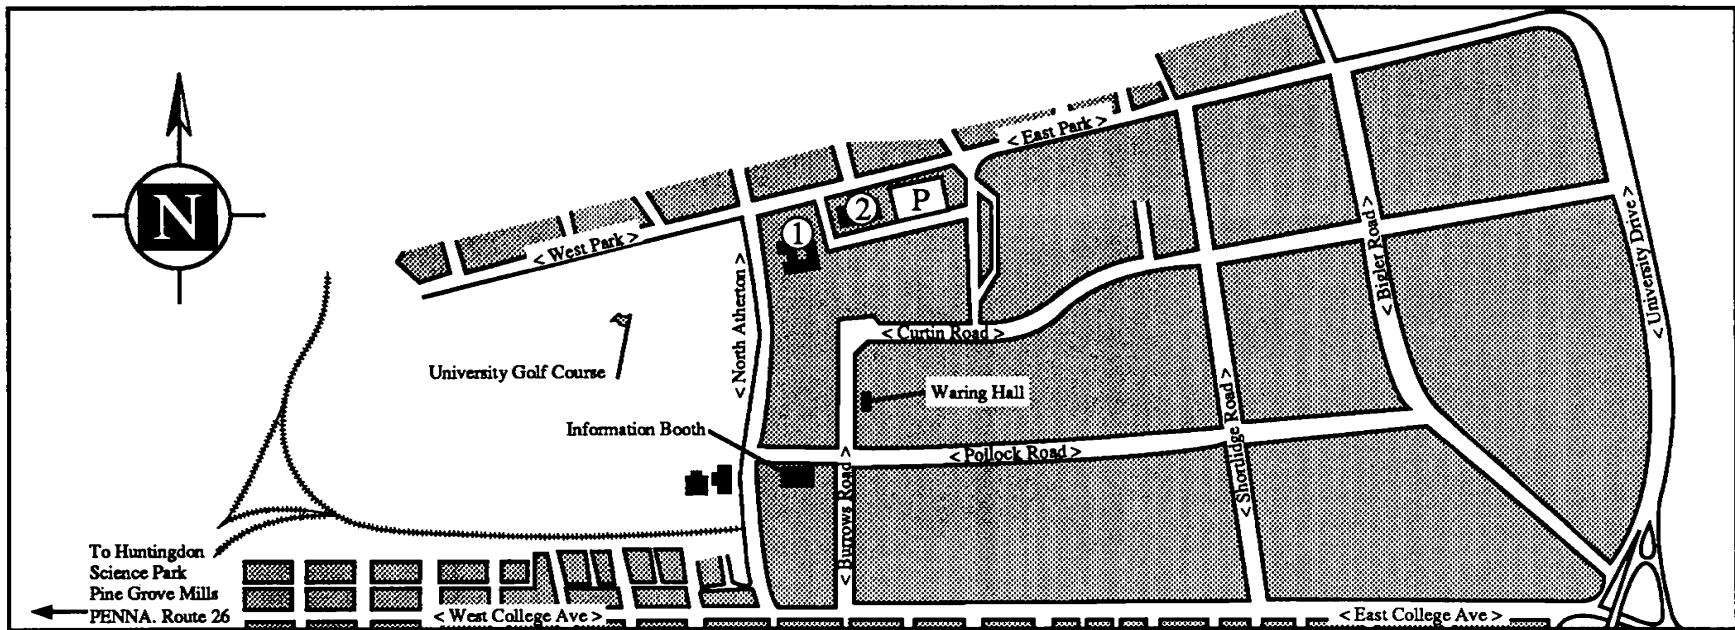 < East Park >
N
P
2
1
< West Park >
< North Atherton >
< Bigler Road >
< University Drive >
< Curtin Road >
University Golf Course
Waring Hall
Information Booth
< Pollock Road >
< Shortlidge Road >
< Burrows Road >
To Huntingdon
Science Park
Pine Grove Mills
PENNA. Route 26
< West College Ave >
< East College Ave >